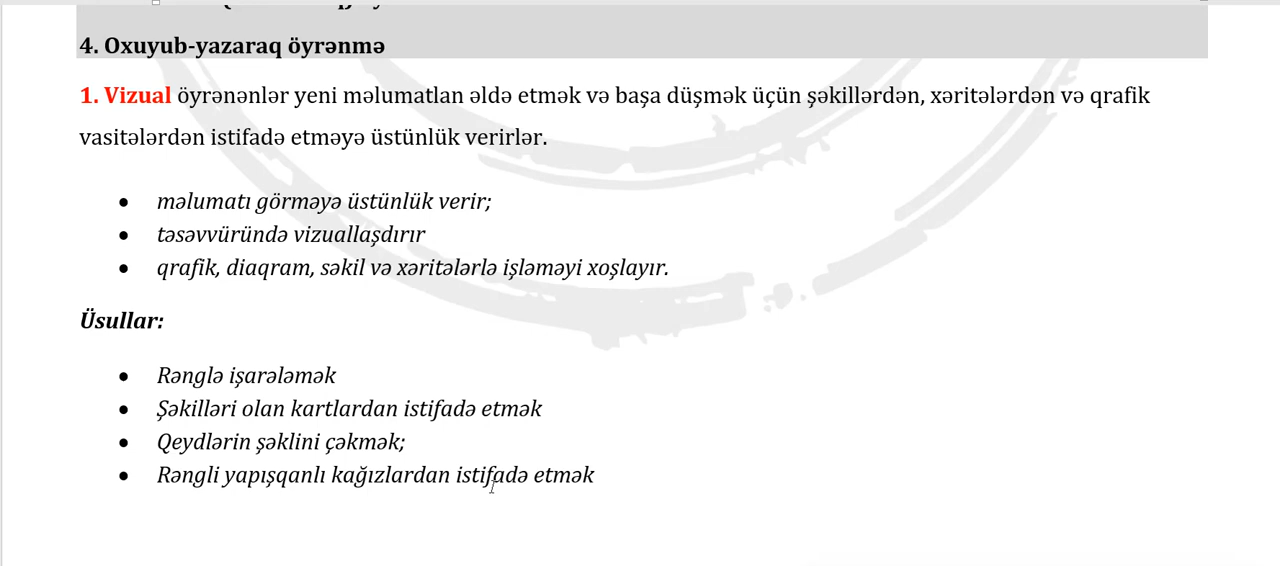 4. Oxuyub-yazaraq öyrənmə
1. Vizual öyrənənlər yeni məlumatlan əldə etmək və başa düşmək üçün şəkillərdən, xəritələrdən və qrafik
vasitələrdən istifadə etməyə üstünlük verirlər.
• məlumatı görməyə üstünlük verir;
• təsəvvüründə vizuallaşdırır
• qrafik, diaqram, səkil və xəritələrlə işləməyi xoşlayır.
Üsullar:
• Rənglə işarələmək
• Şəkilləri olan kartlardan istifadə etmək
• Qeydlərin şəklini çəkmək;
• Rəngli yapışqanlı kağızlardan istifadə etmək